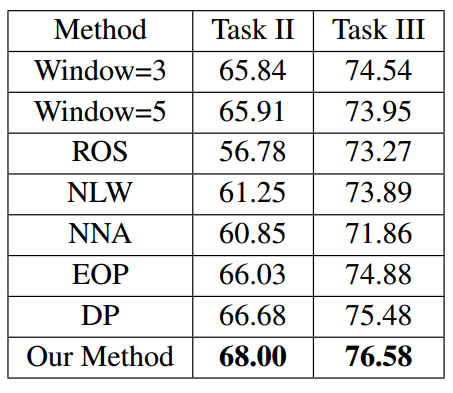 Method Task II Task III
Window=3 65.84 74.54
Window=5 65.91 73.95
ROS 56.78 73.27
NLW 61.25 73.89
NNA 60.85 71.86
EOP 66.03 74.88
DP 66.68 75.48
Our Method 68.00 76.58